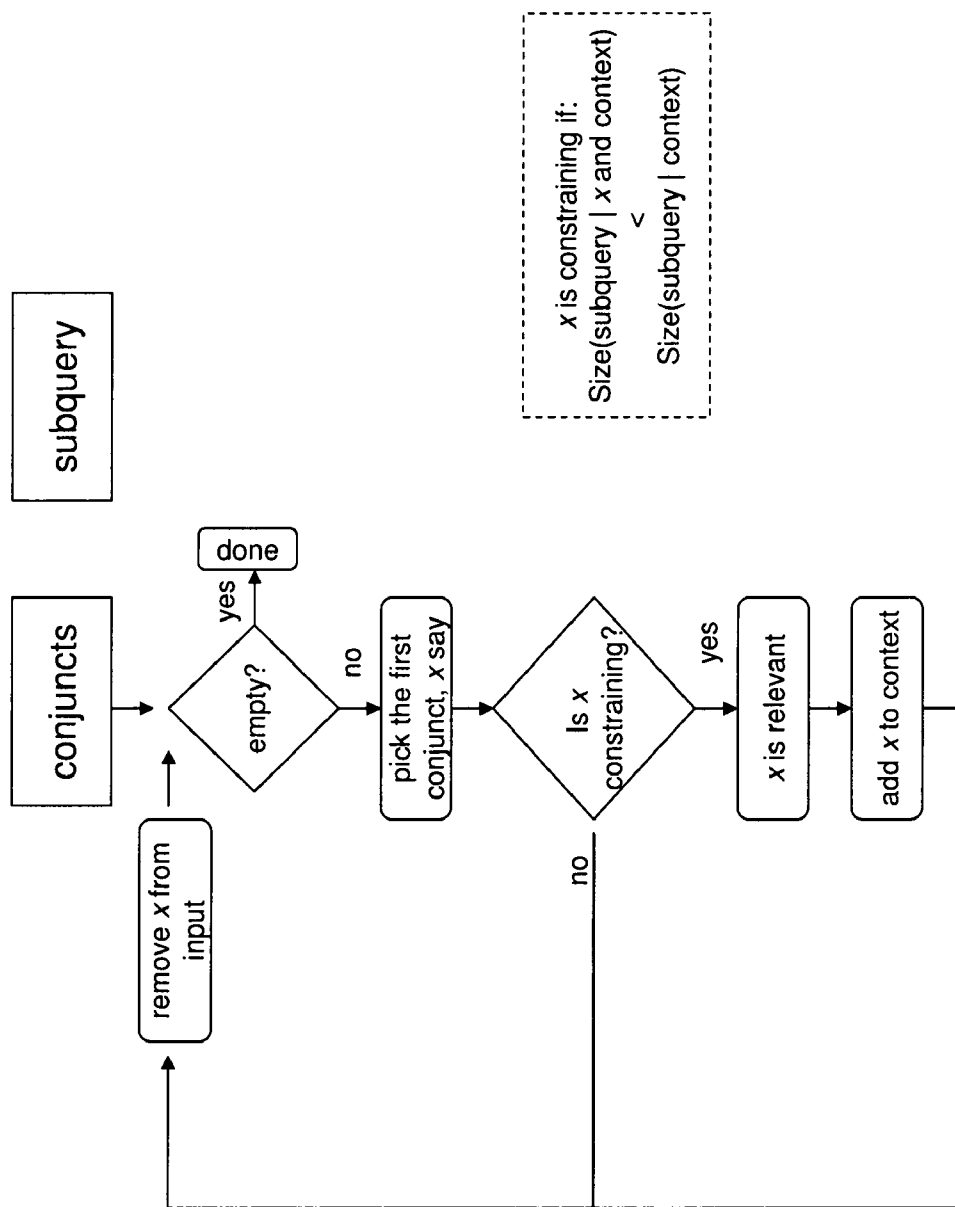 conjuncts
subquery
remove x from
input
empty?
yes
done
no
pick the first
conjunct, x say
Is x
constraining?
no
yes
x is relevant
add x to context
x is constraining if:
Size(subquery | x and context)
<
Size(subquery | context)